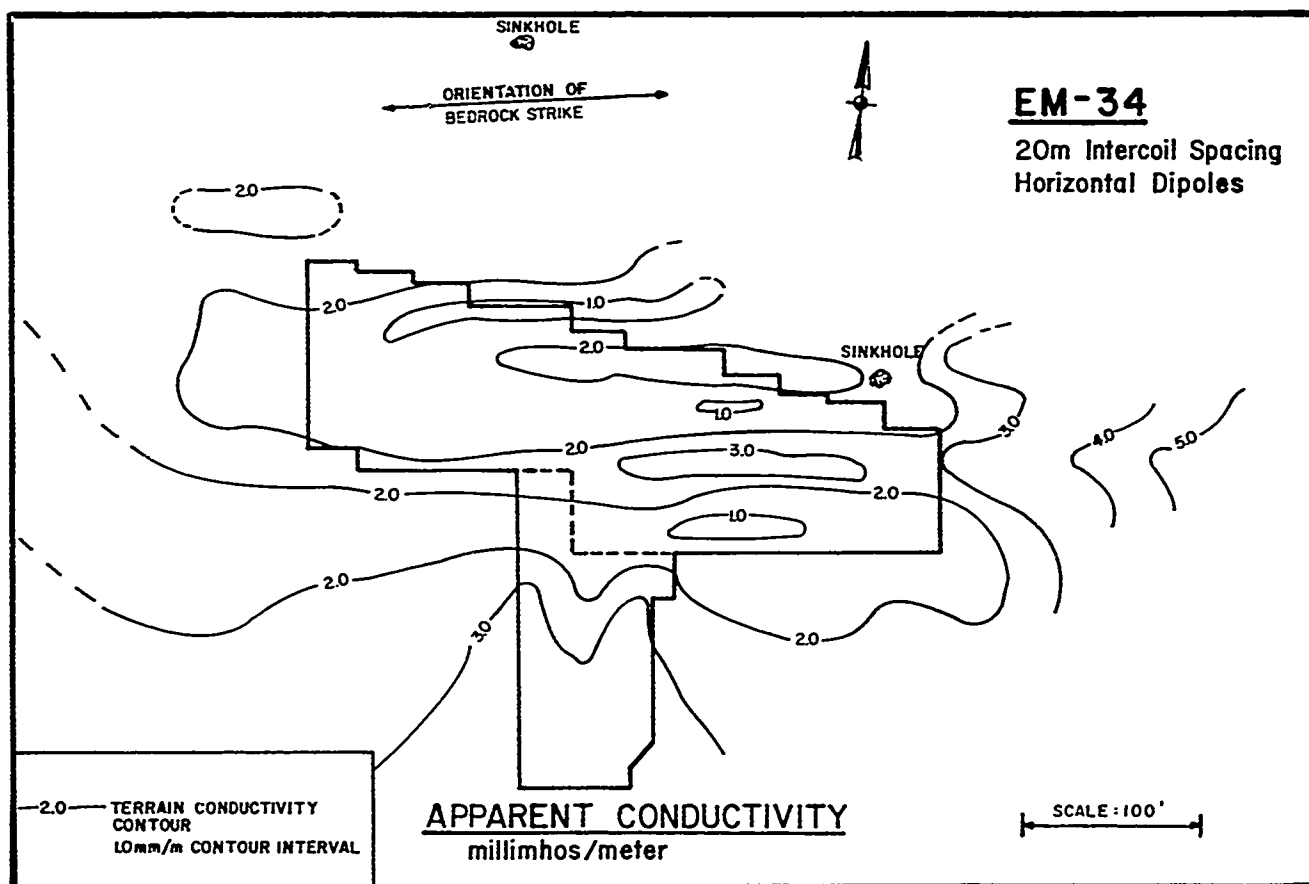 SINKHOLE
ORIENTATION OF
BEDROCK STRIKE
EM-34
20m Intercoil Spacing
Horizontal Dipoles
2.0
2.0
1.0
2.0
SINKHOLE
1.0
3.0
4.0
5.0
2.0
3.0
2.0
2.0
1.0
2.0
3.0
2.0
2.0 TERRAIN CONDUCTIVITY
CONTOUR
1.0mm/m CONTOUR INTERVAL
APPARENT CONDUCTIVITY
millimhos/meter
SCALE : 100'